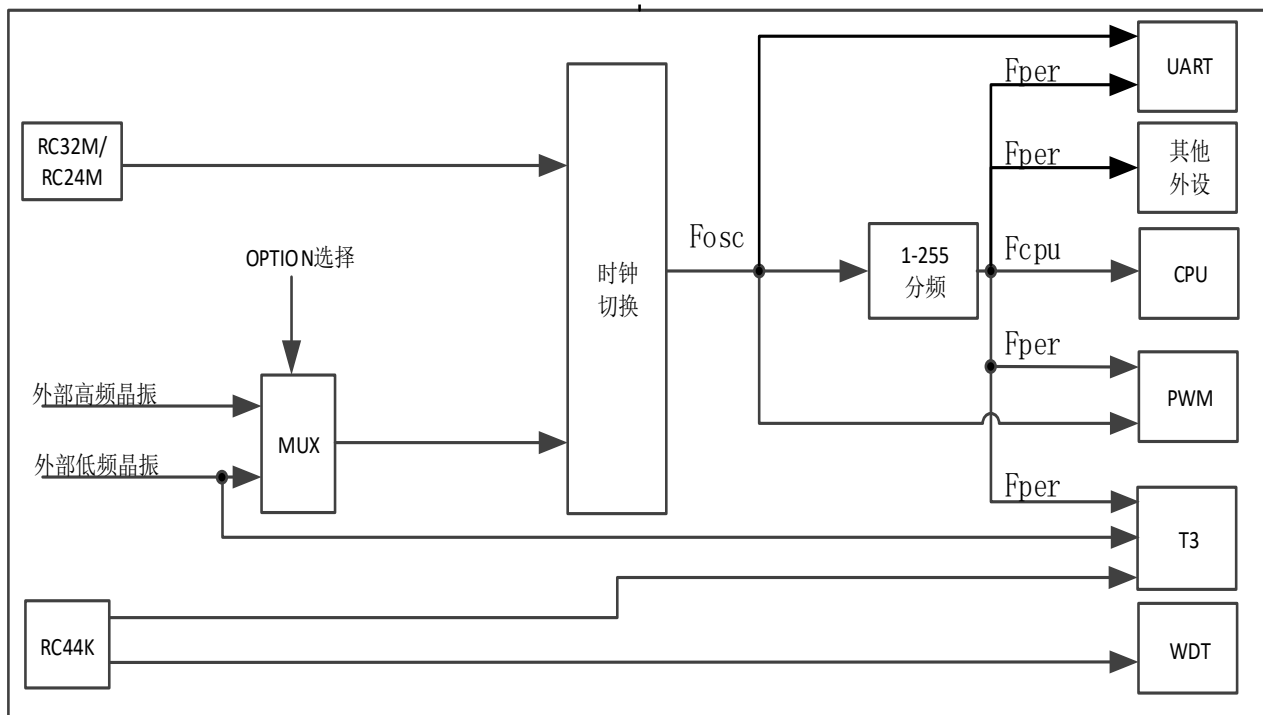 UART
Fper
RC32M/
RC24M
Fper
其他
外设
OPTION选择
时钟
切换
Fosc
1-255
分频
Fcpu
CPU
Fper
PWM
外部高频晶振
MUX
外部低频晶振
Fper
T3
RC44K
WDT